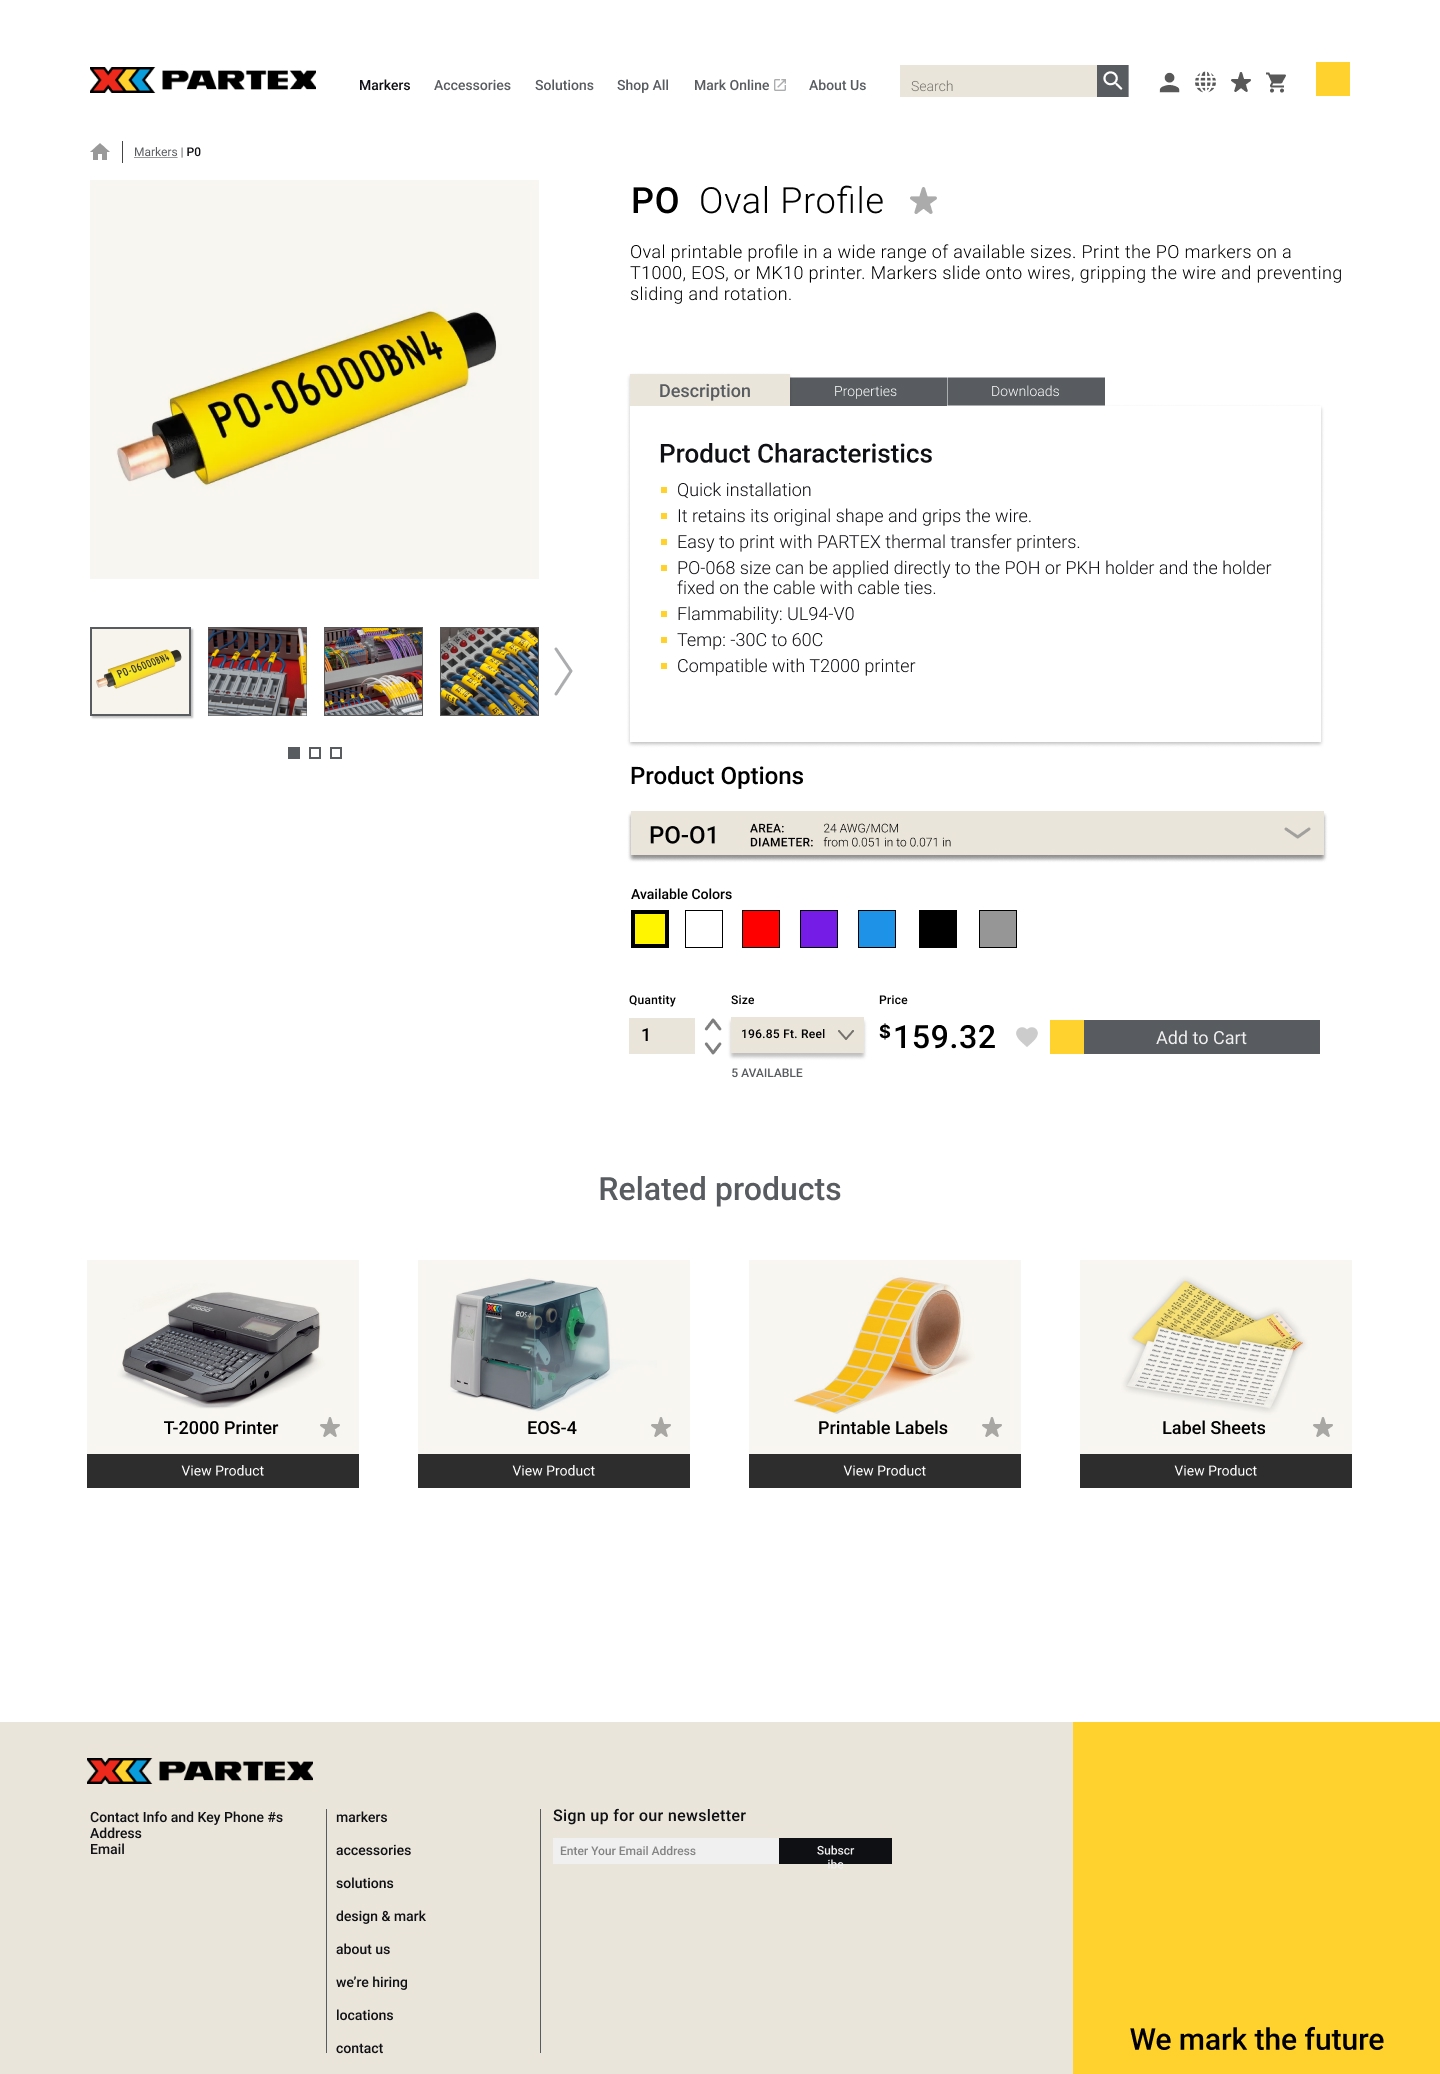 PARTEX
Markers
Accessories
Solutions
Shop All
Mark Online
About Us
Search
Markers | P0
PO Oval Profile
Oval printable profile in a wide range of available sizes. Print the PO markers on a
T1000, EOS, or MK10 printer. Markers slide onto wires, gripping the wire and preventing
sliding and rotation.
PO-06000BN4
PO-06000BN4
Description
Properties
Downloads
Product Characteristics
Quick installation
It retains its original shape and grips the wire.
Easy to print with PARTEX thermal transfer printers.
PO-068 size can be applied directly to the POH or PKH holder and the holder
fixed on the cable with cable ties.
Flammability: UL94-V0
Temp: -30C to 60C
Compatible with T2000 printer
Product Options
PO-O1
AREA: 24 AWG/MCM
DIAMETER: from 0.051 in to 0.071 in
Available Colors
Quantity
Size
Price
1
196.85 Ft. Reel
$159.32
Add to Cart
5 AVAILABLE
Related products
T-2000 Printer
View Product
eos4
EOS-4
View Product
Printable Labels
View Product
Label Sheets
View Product
PARTEX
Contact Info and Key Phone #s
Address
Email
markers
accessories
solutions
design & mark
about us
we're hiring
locations
contact
Sign up for our newsletter
Enter Your Email Address
Subscr
ibe
We mark the future